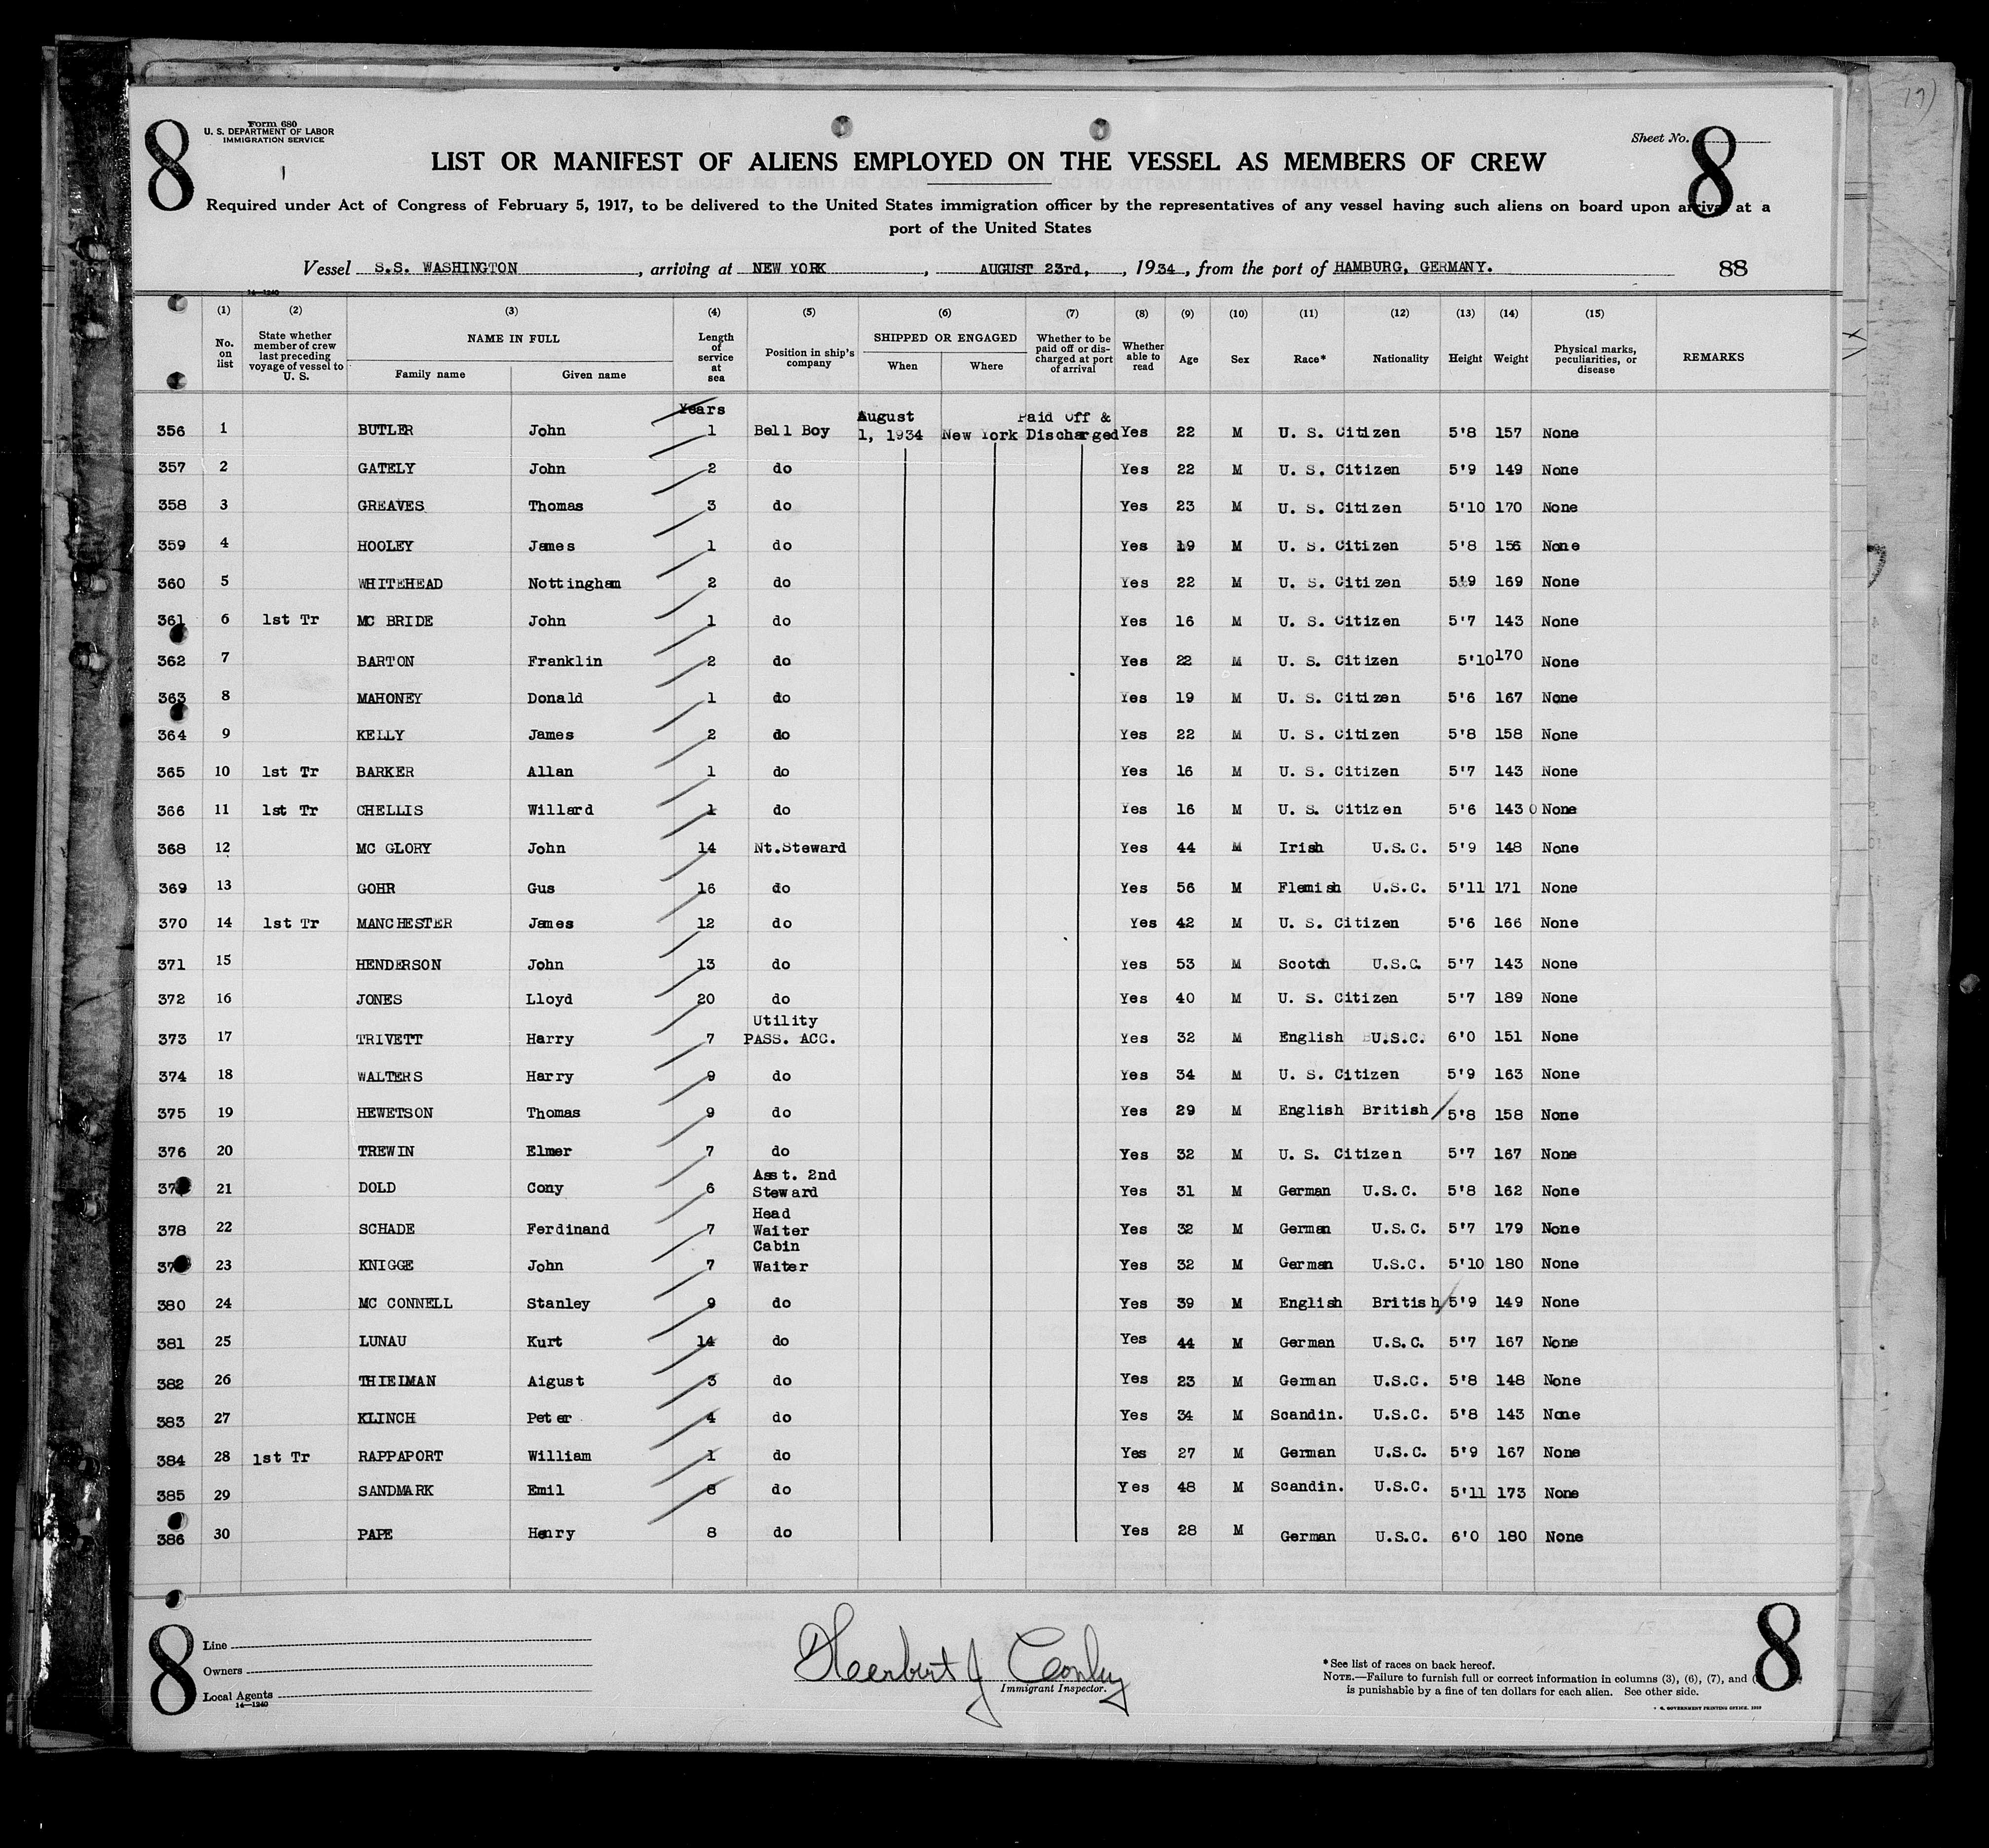 8
Form 680
U. S. DEPARTMENT OF LABOR
IMMIGRATION SERVICE
Sheet No. 8
LIST OR MANIFEST OF ALIENS EMPLOYED ON THE VESSEL AS MEMBERS OF CREW
Required under Act of Congress of February 5, 1917, to be delivered to the United States immigration officer by the representatives of any vessel having such aliens on board upon arrival at a
port of the United States
Vessel S.S. WASHINGTON, arriving at NEW YORK, AUGUST 23rd, 1934, from the port of HAMBURG, GERMANY. 88
14—1240
(1) (2) (3) (4) (5) (6) (7) (8) (9) (10) (11) (12) (13) (14) (15)
No. on list State whether member of crew last preceding voyage of vessel to U. S. NAME IN FULL Family name Given name Length of service at sea Position in ship's company SHIPPED OR ENGAGED When Where Whether to be paid off or discharged at port of arrival Whether able to read Age Sex Race* Nationality Height Weight Physical marks, peculiarities, or disease REMARKS
Years August Paid Off &
356 1 BUTLER John 1 Bell Boy 1, 1934 New York Discharged Yes 22 M U. S. Citizen 5'8 157 None
357 2 GATELY John 2 do Yes 22 M U. S. Citizen 5'9 149 None
358 3 GREAVES Thomas 3 do Yes 23 M U. S. Citizen 5'10 170 None
359 4 HOOLEY James 1 do Yes 19 M U. S. Citizen 5'8 156 None
360 5 WHITEHEAD Nottingham 2 do Yes 22 M U. S. Citizen 5'9 169 None
361 6 1st Tr MC BRIDE John 1 do Yes 16 M U. S. Citizen 5'7 143 None
362 7 BARTON Franklin 2 do Yes 22 M U. S. Citizen 5'10 170 None
363 8 MAHONEY Donald 1 do Yes 19 M U. S. Citizen 5'6 167 None
364 9 KELLY James 2 do Yes 22 M U. S. Citizen 5'8 158 None
365 10 1st Tr BARKER Allan 1 do Yes 16 M U. S. Citizen 5'7 143 None
366 11 1st Tr CHELLIS Willard 1 do Yes 16 M U. S. Citizen 5'6 143 0 None
368 12 MC GLORY John 14 Nt.Steward Yes 44 M Irish U.S.C. 5'9 148 None
369 13 GOHR Gus 16 do Yes 56 M Flemish U.S.C. 5'11 171 None
370 14 1st Tr MANCHESTER James 12 do Yes 42 M U. S. Citizen 5'6 166 None
371 15 HENDERSON John 13 do Yes 53 M Scotch U.S.C. 5'7 143 None
372 16 JONES Lloyd 20 do Yes 40 M U. S. Citizen 5'7 189 None
Utility
373 17 TRIVETT Harry 7 PASS. ACC. Yes 32 M English U.S.C. 6'0 151 None
374 18 WALTERS Harry 9 do Yes 34 M U. S. Citizen 5'9 163 None
375 19 HEWETSON Thomas 9 do Yes 29 M English British 5'8 158 None
376 20 TREWIN Elmer 7 do Yes 32 M U. S. Citizen 5'7 167 None
Asst. 2nd
37 21 DOLD Cony 6 Steward Yes 31 M German U.S.C. 5'8 162 None
Head
378 22 SCHADE Ferdinand 7 Waiter Yes 32 M German U.S.C. 5'7 179 None
Cabin
37 23 KNIGGE John 7 Waiter Yes 32 M German U.S.C. 5'10 180 None
380 24 MC CONNELL Stanley 9 do Yes 39 M English British 5'9 149 None
381 25 LUNAU Kurt 14 do Yes 44 M German U.S.C. 5'7 167 None
382 26 THIELMAN Aigust 3 do Yes 23 M German U.S.C. 5'8 148 None
383 27 KLINCH Peter 4 do Yes 34 M Scandin. U.S.C. 5'8 143 None
384 28 1st Tr RAPPAPORT William 1 do Yes 27 M German U.S.C. 5'9 167 None
385 29 SANDMARK Emil 8 do Yes 48 M Scandin. U.S.C. 5'11 173 None
386 30 PAPE Henry 8 do Yes 28 M German U.S.C. 6'0 180 None
8
Line
Owners
Local Agents
14—1240
Herbert J Conley
Immigrant Inspector.
*See list of races on back hereof.
NOTE.—Failure to furnish full or correct information in columns (3), (6), (7), and (
is punishable by a fine of ten dollars for each alien. See other side.
GOVERNMENT PRINTING OFFICE
8